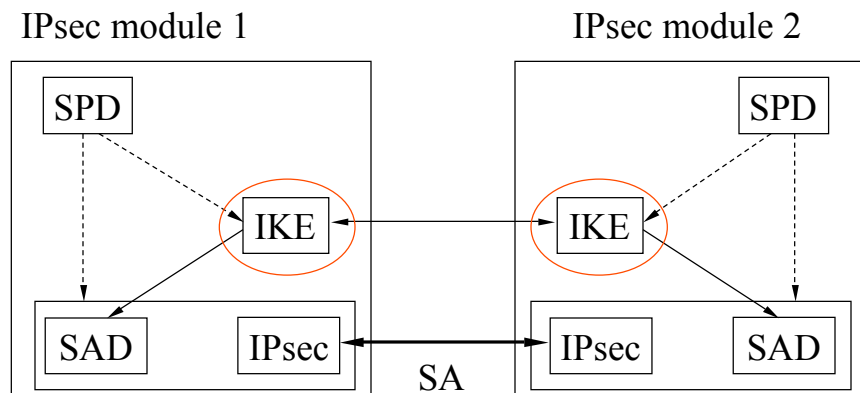 IPsec module 1
IPsec module 2
SPD
SPD
IKE
IKE
SAD
IPsec
IPsec
SAD
SA